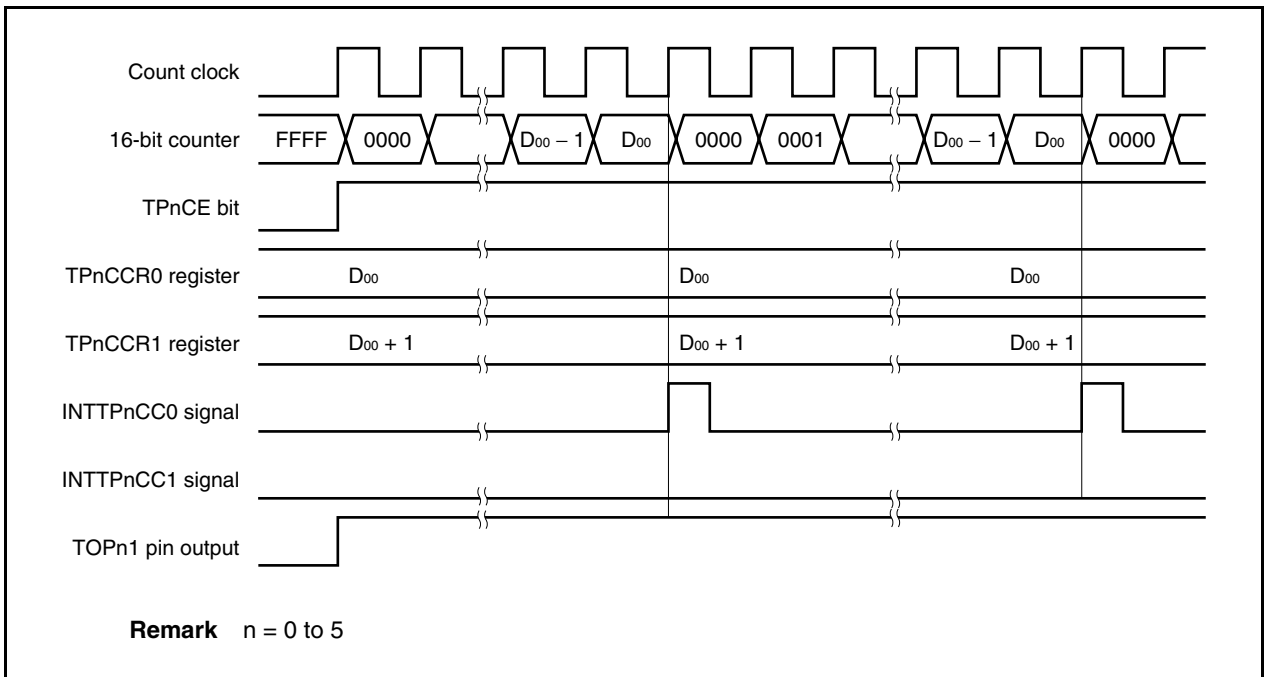 Count clock
16-bit counter FFFF 0000 D00 − 1 D00 0000 0001 D00 − 1 D00 0000
TPnCE bit
TPnCCR0 register D00 D00 D00
TPnCCR1 register D00 + 1 D00 + 1 D00 + 1
INTTPnCC0 signal
INTTPnCC1 signal
TOPn1 pin output
Remark n = 0 to 5